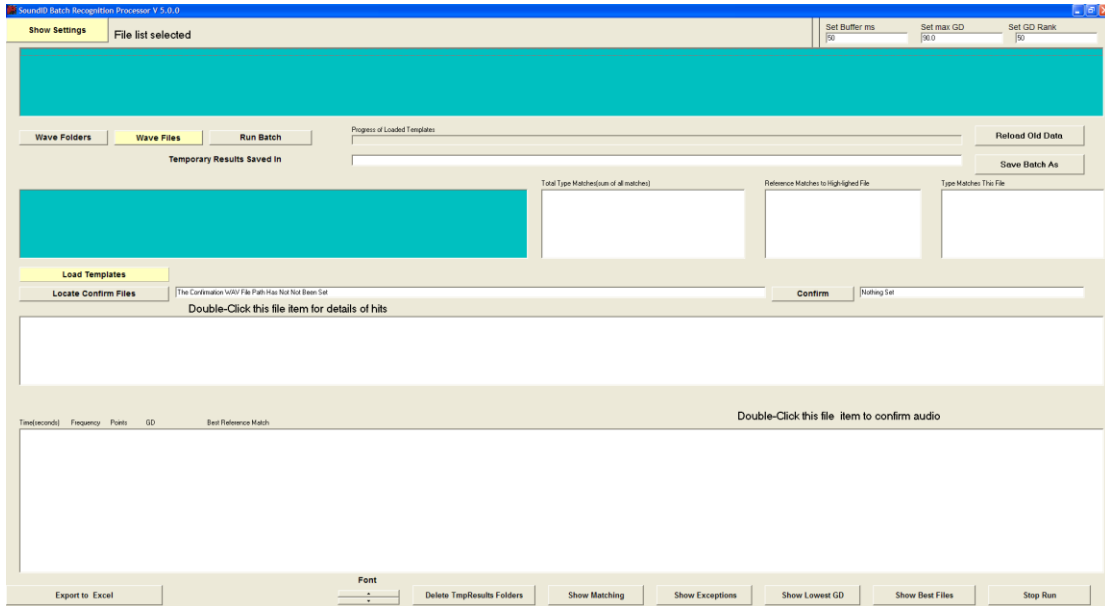 SoundID Batch Recognition Processor V 5.0.0
Show Settings
File list selected
Set Buffer ms
Set max GD
Set GD Rank
50
90.0
50
Wave Folders
Wave Files
Run Batch
Progress of Loaded Templates
Reload Old Data
Temporary Results Saved In
Save Batch As
Total Type Matches(sum of all matches)
Reference Matches to High-lighed File
Type Matches This File
Load Templates
Locate Confirm Files
The Confirmation WAV File Path Has Not Not Been Set
Confirm
Nothing Set
Double-Click this file item for details of hits
Double-Click this file item to confirm audio
Time(seconds) Frequency Points GD Best Reference Match
Font
Export to Excel
Delete TmpResults Folders
Show Matching
Show Exceptions
Show Lowest GD
Show Best Files
Stop Run